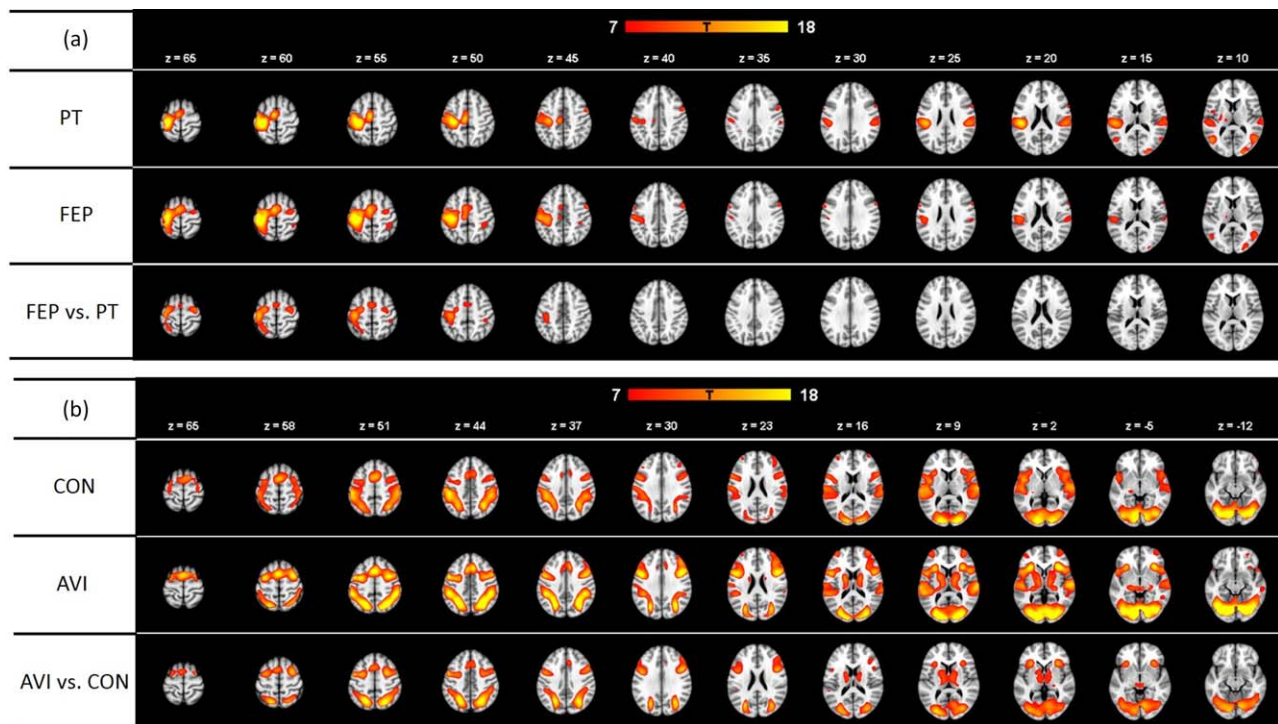 (a)
7 T 18
z = 65 z = 60 z = 55 z = 50 z = 45 z = 40 z = 35 z = 30 z = 25 z = 20 z = 15 z = 10
PT
FEP
FEP vs. PT
(b)
7 T 18
z = 65 z = 58 z = 51 z = 44 z = 37 z = 30 z = 23 z = 16 z = 9 z = 2 z = -5 z = -12
CON
AVI
AVI vs. CON